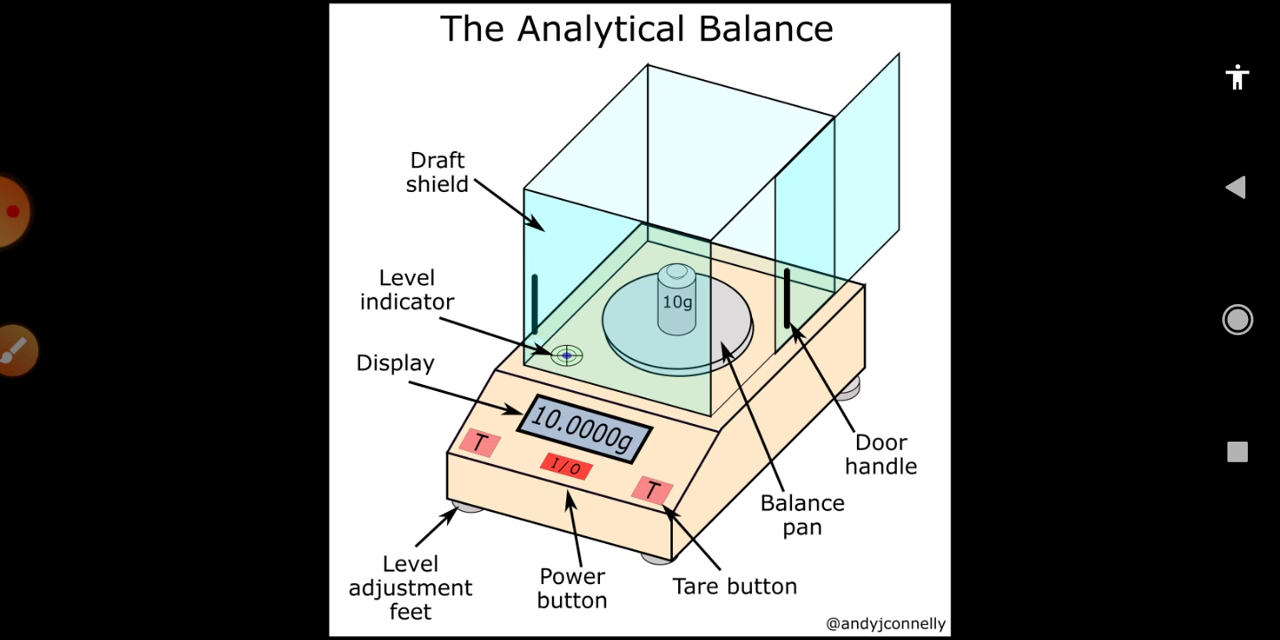 The Analytical Balance
Draft
shield
Level
indicator
10g
Display
10.0000g
T
I/O
T
Door
handle
Balance
pan
Level
adjustment
feet
Power
button
Tare button
@andyjconnelly